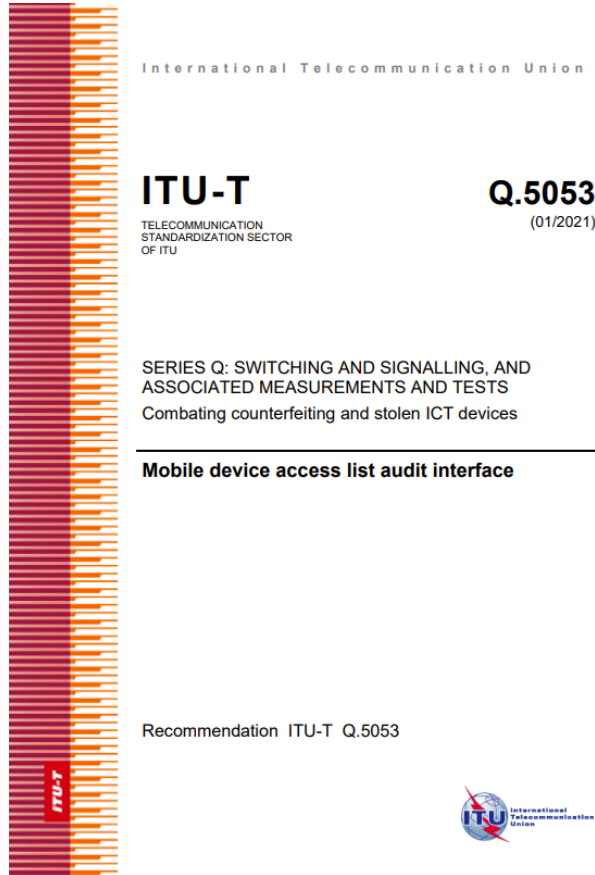 International Telecommunication Union
ITU-T
Q.5053
TELECOMMUNICATION
STANDARDIZATION SECTOR
OF ITU
(01/2021)
SERIES Q: SWITCHING AND SIGNALLING, AND
ASSOCIATED MEASUREMENTS AND TESTS
Combating counterfeiting and stolen ICT devices
Mobile device access list audit interface
Recommendation ITU-T Q.5053
ITU-T
ITU
International
Telecommunication
Union